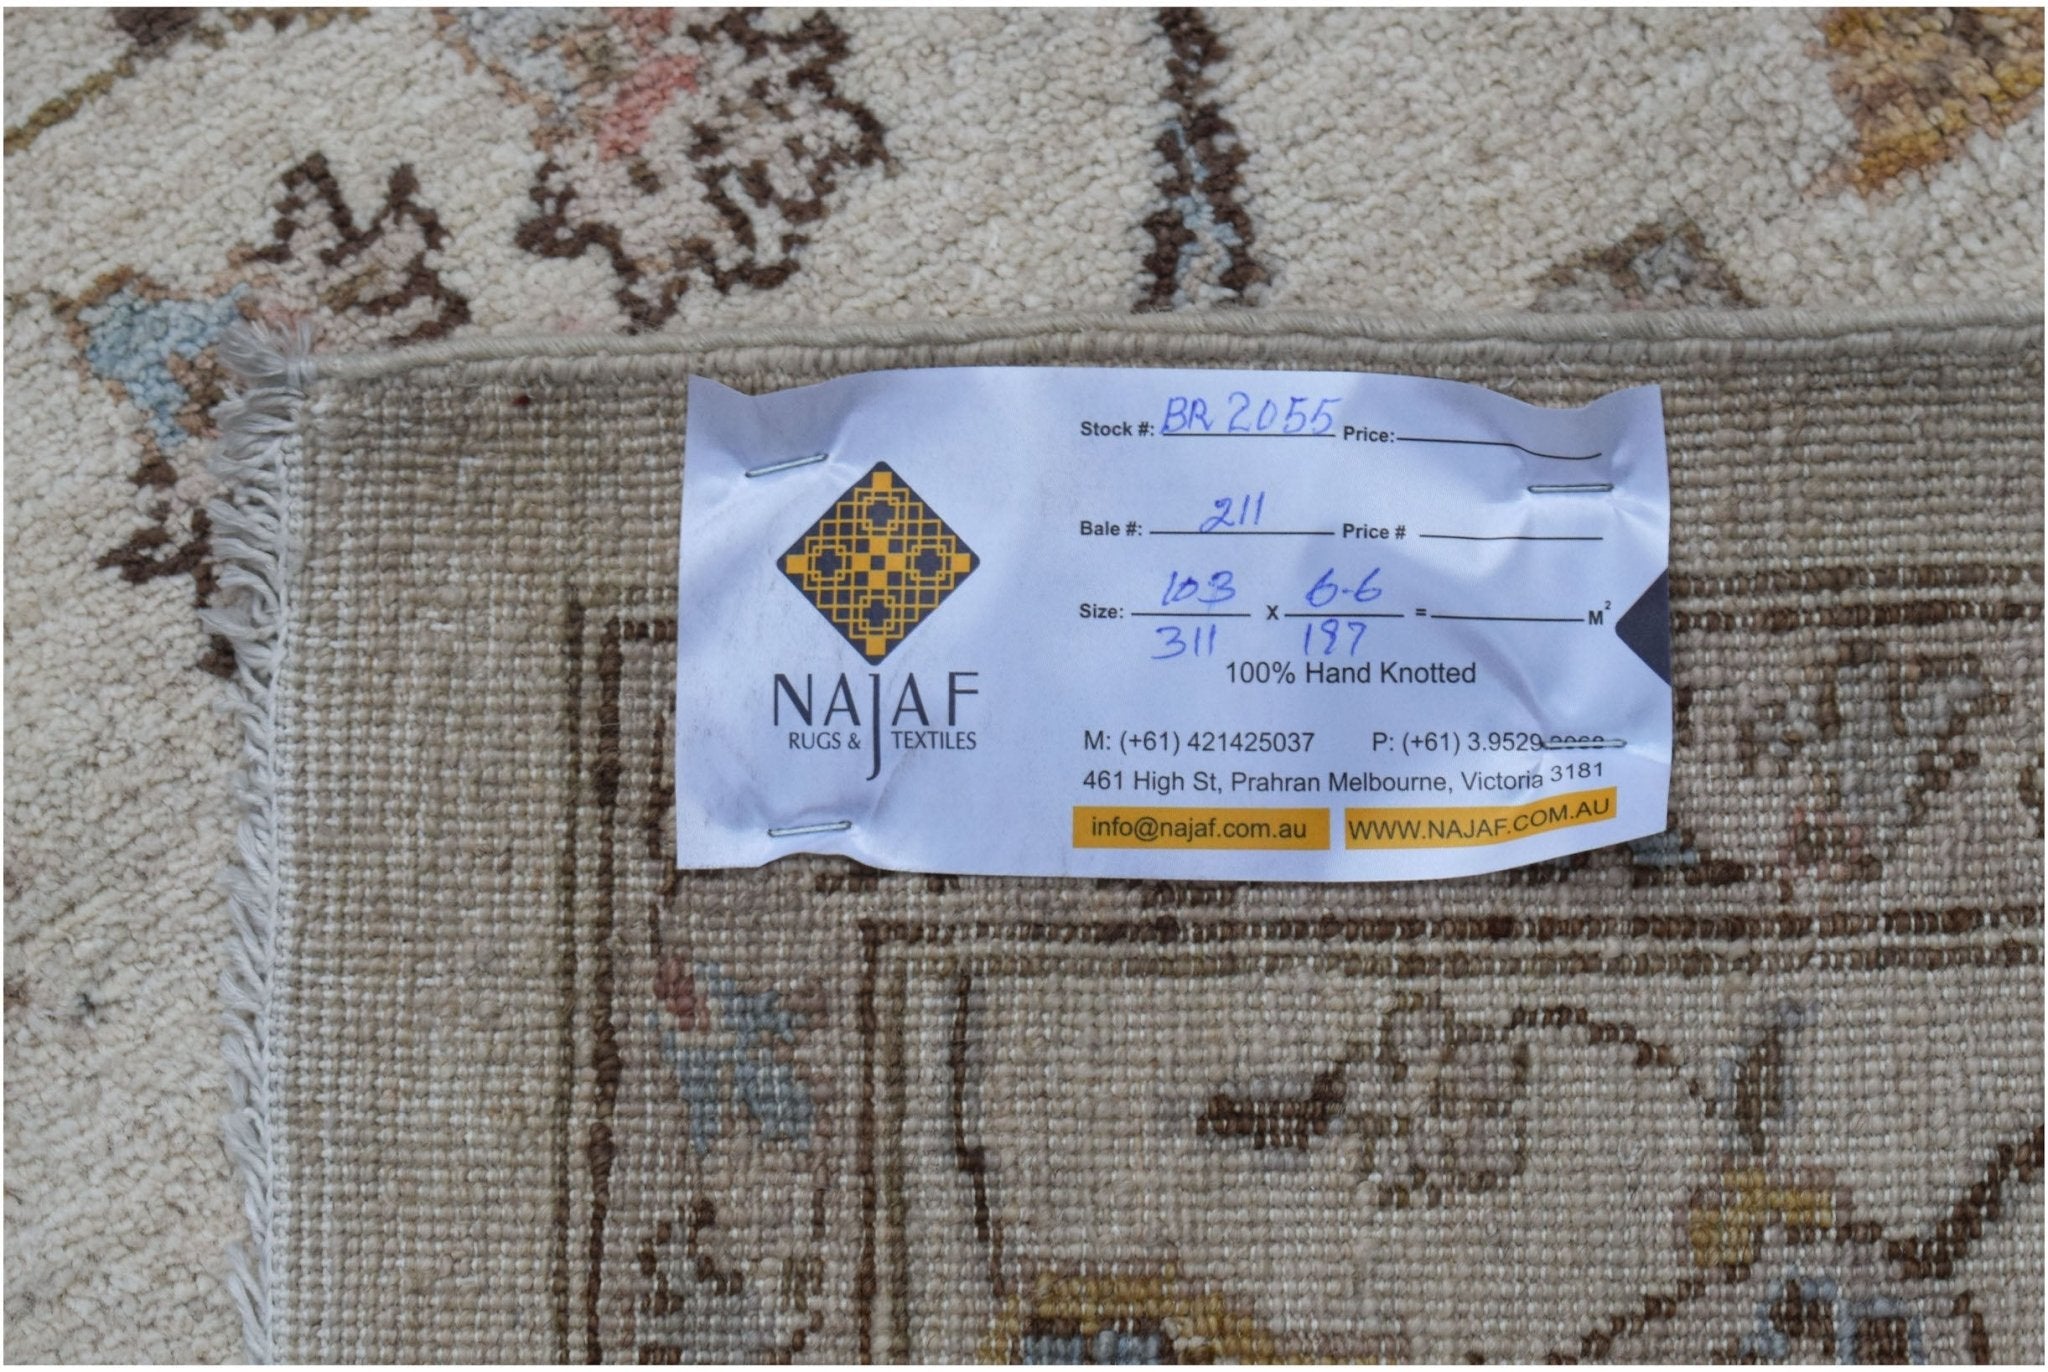 NAJAF
RUGS & TEXTILES
Stock #: BR 2055 Price:
Bale #: 211 Price #
Size: 103 X 6.6 = M²
311 197
100% Hand Knotted
M: (+61) 421425037 P: (+61) 3.9529
461 High St, Prahran Melbourne, Victoria 3181
info@najaf.com.au WWW.NAJAF.COM.AU